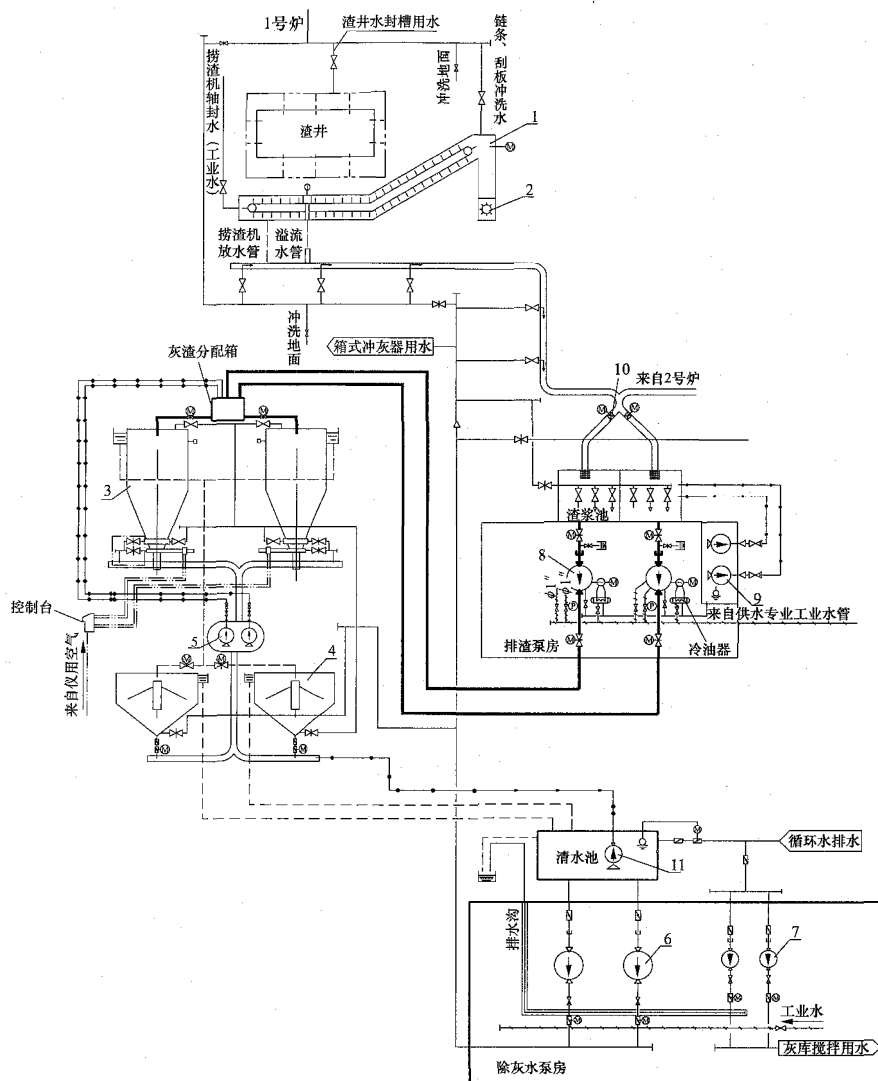 1号炉
渣井水封槽用水
捞渣机轴封水（工业水）
冲洗地面
链条、刮板冲洗水
渣井
1
M
2
捞渣机放水管
溢流水管
冲洗地面
箱式冲灰器用水
灰渣分配箱
10
来自2号炉
M
M
M
M
3
渣浆池
M
M
8
φ1″
φ1″
M
M
P
P
9
来自供水专业工业水管
控制台
来自仪用空气
5
M
M
排渣泵房
M
M
冷油器
4
M
M
M
清水池
11
循环水排水
排水沟
6
7
M
M
M
M
工业水
灰库搅拌用水
除灰水泵房